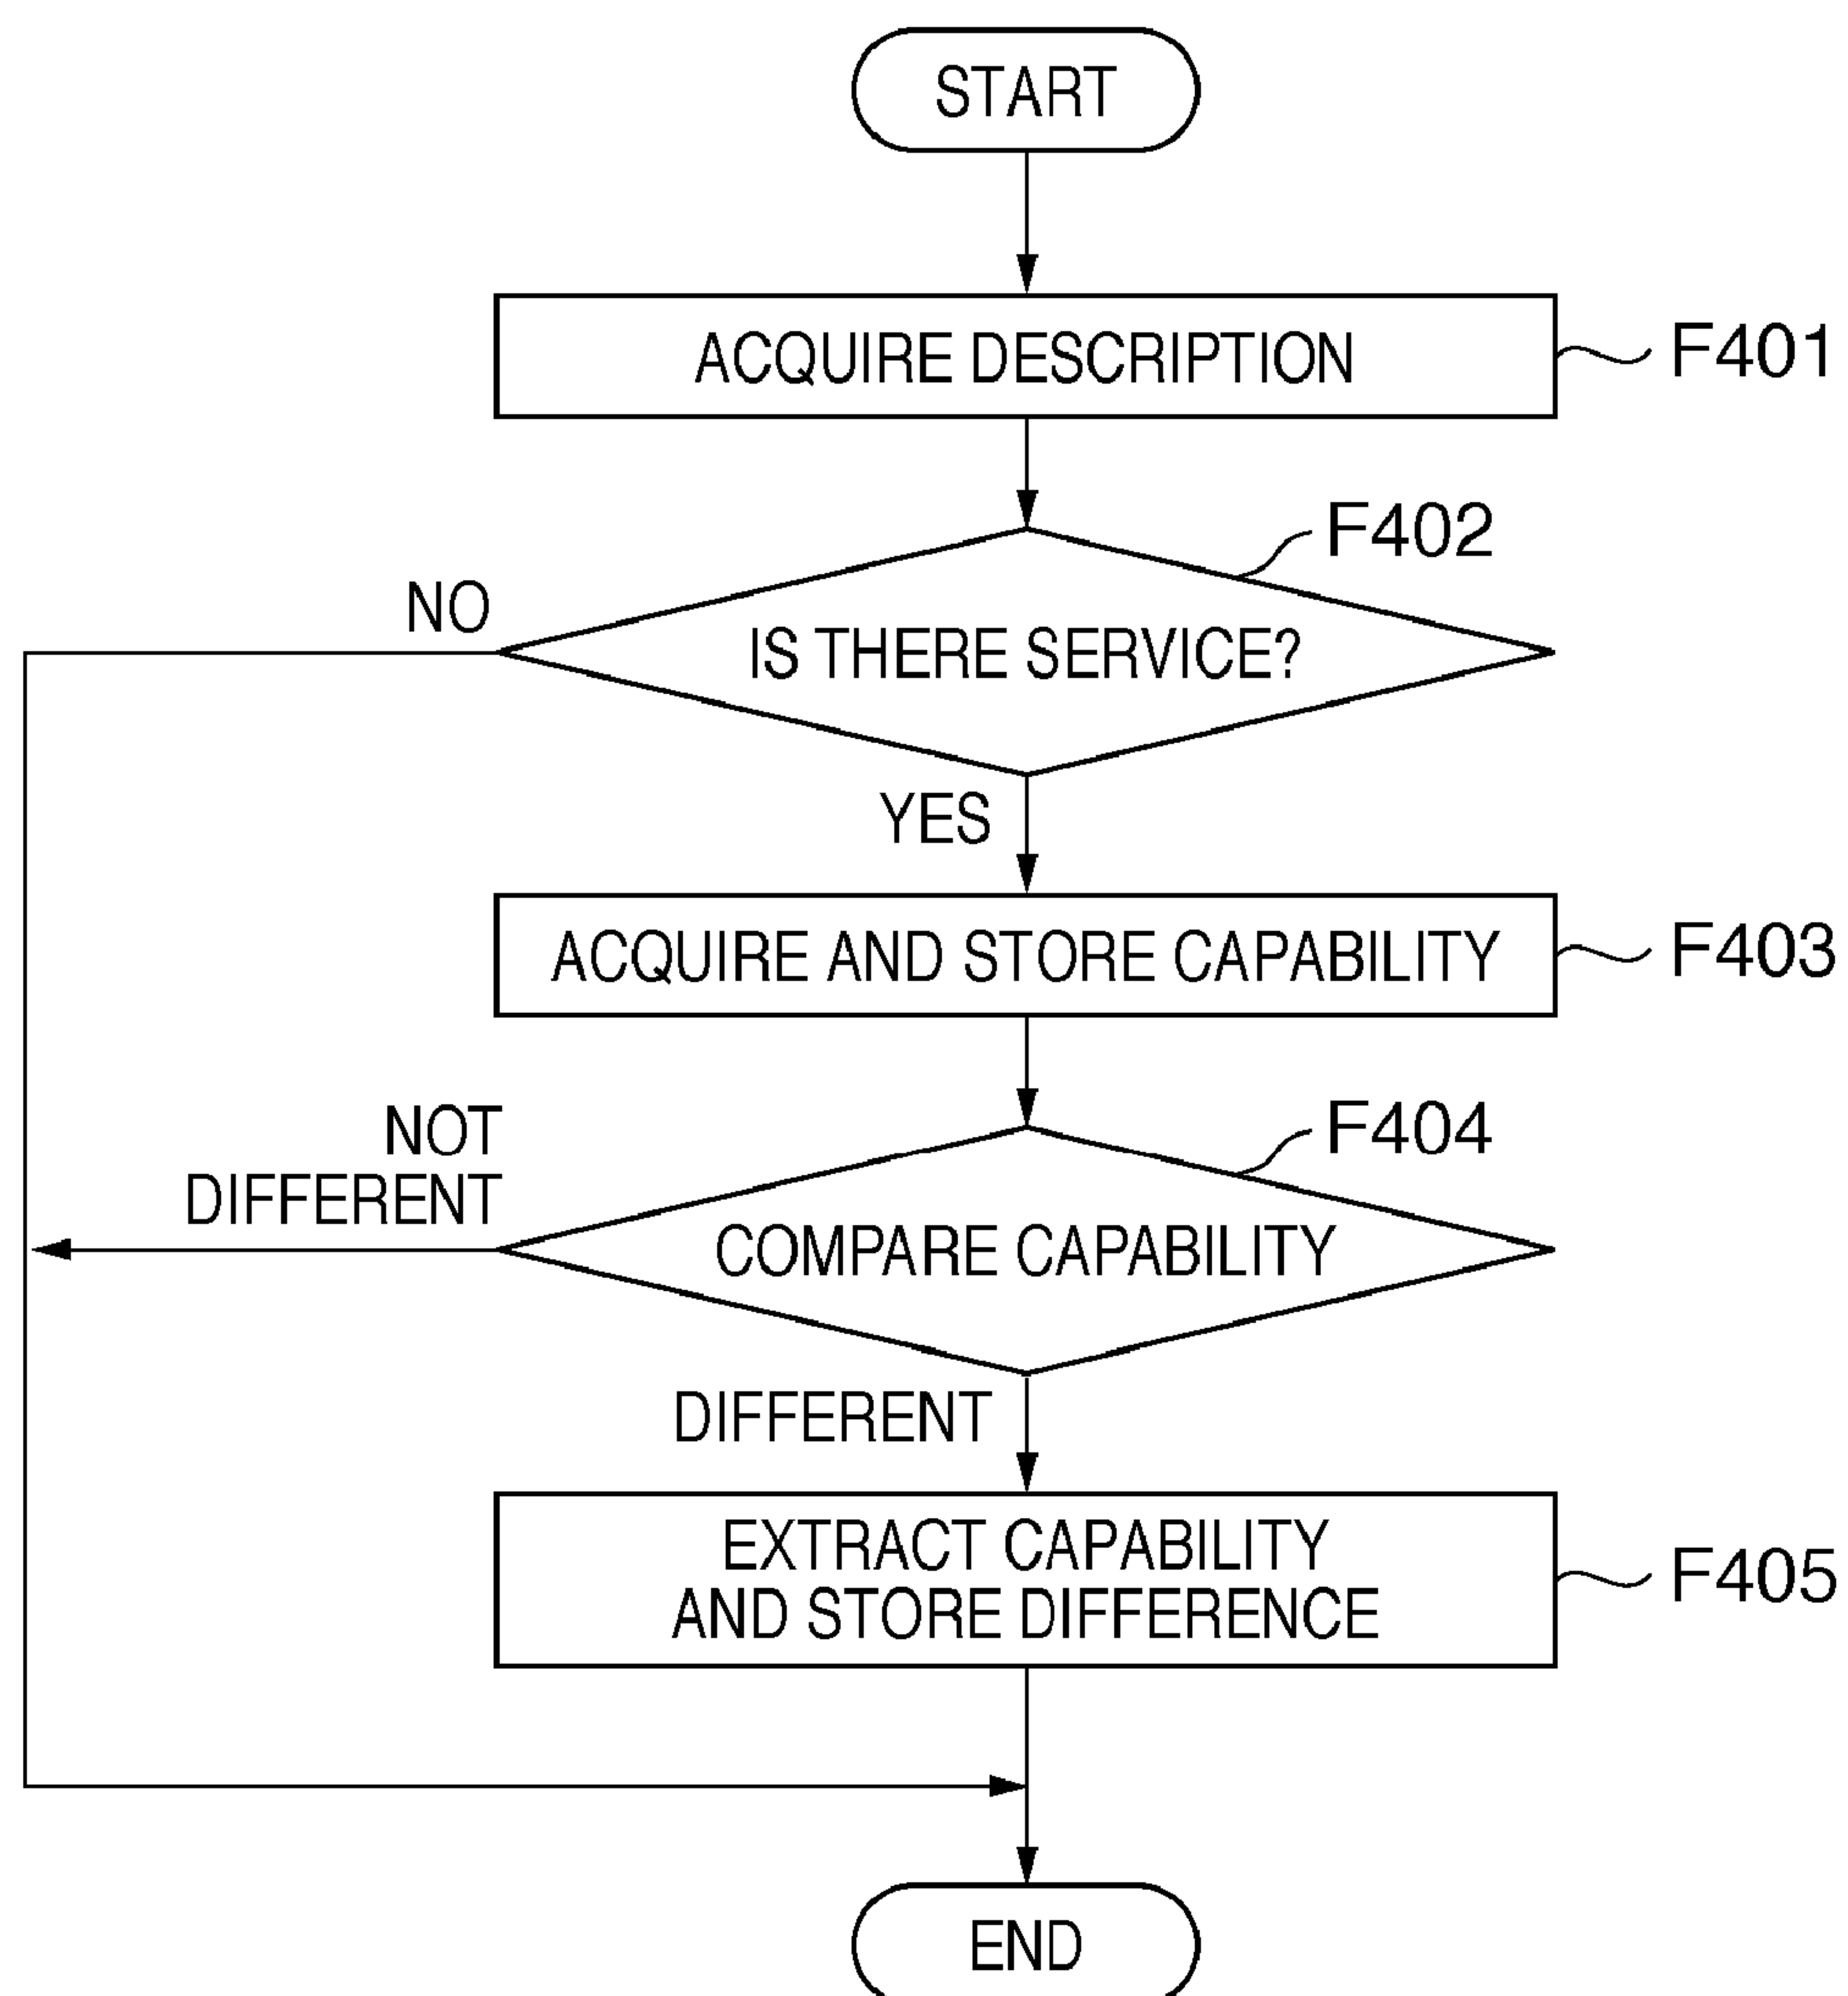 START
ACQUIRE DESCRIPTION
F401
F402
NO
IS THERE SERVICE?
YES
ACQUIRE AND STORE CAPABILITY
F403
NOT
DIFFERENT
F404
COMPARE CAPABILITY
DIFFERENT
EXTRACT CAPABILITY
AND STORE DIFFERENCE
F405
END